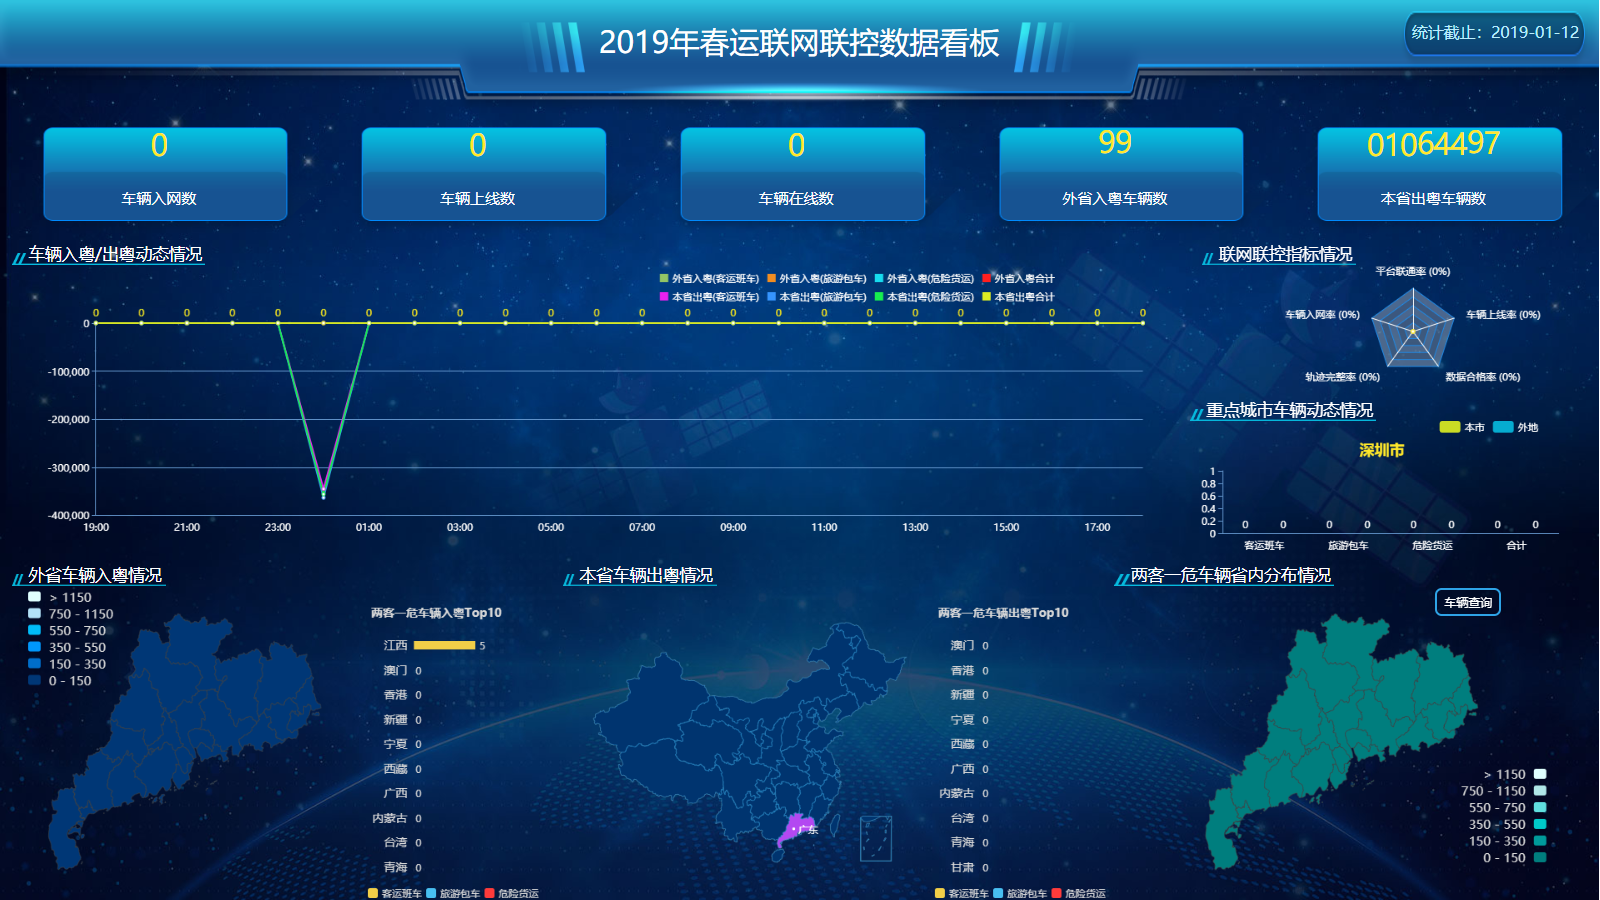 2019年春运联网联控数据看板
统计截止：2019-01-12
0
车辆入网数
0
车辆上线数
0
车辆在线数
99
外省入粤车辆数
01064497
本省出粤车辆数
车辆入粤/出粤动态情况
外省入粤(客运班车) 外省入粤(旅游包车) 外省入粤(危险货运) 外省入粤合计
本省出粤(客运班车) 本省出粤(旅游包车) 本省出粤(危险货运) 本省出粤合计
0 0 0 0 0 0 0 0 0 0 0 0 0 0 0 0 0 0 0 0 0 0 0 0
0
-100,000
-200,000
-300,000
-400,000
19:00 21:00 23:00 01:00 03:00 05:00 07:00 09:00 11:00 13:00 15:00 17:00
联网联控指标情况
平台联通率 (0%)
车辆入网率 (0%)
车辆上线率 (0%)
轨迹完整率 (0%)
数据合格率 (0%)
重点城市车辆动态情况
本市 外地
深圳市
1
0.8
0.6
0.4
0.2
0
0 0 0 0 0 0 0 0
客运班车 旅游包车 危险货运 合计
外省车辆入粤情况
> 1150
750 - 1150
550 - 750
350 - 550
150 - 350
0 - 150
两客一危车辆入粤Top10
江西 5
澳门 0
香港 0
新疆 0
宁夏 0
西藏 0
广西 0
内蒙古 0
台湾 0
青海 0
客运班车 旅游包车 危险货运
本省车辆出粤情况
广东
两客一危车辆出粤Top10
澳门 0
香港 0
新疆 0
宁夏 0
西藏 0
广西 0
内蒙古 0
台湾 0
青海 0
甘肃 0
客运班车 旅游包车 危险货运
两客一危车辆省内分布情况
车辆查询
> 1150
750 - 1150
550 - 750
350 - 550
150 - 350
0 - 150